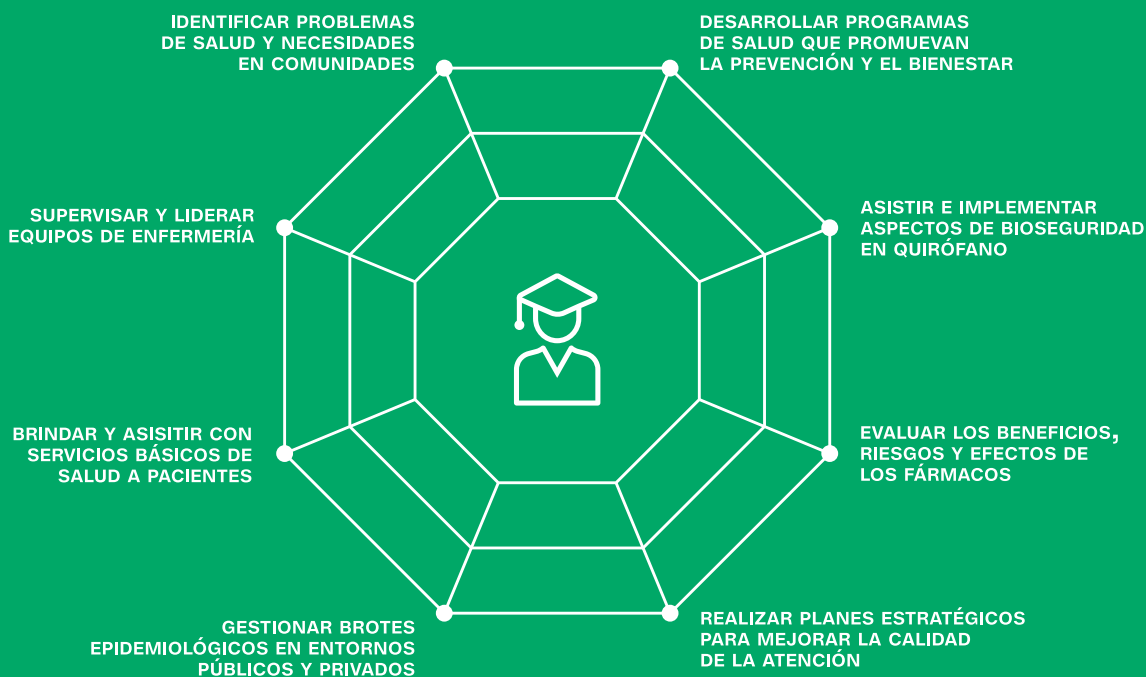 IDENTIFICAR PROBLEMAS
DE SALUD Y NECESIDADES
EN COMUNIDADES
DESARROLLAR PROGRAMAS
DE SALUD QUE PROMUEVAN
LA PREVENCIÓN Y EL BIENESTAR
SUPERVISAR Y LIDERAR
EQUIPOS DE ENFERMERÍA
ASISTIR E IMPLEMENTAR
ASPECTOS DE BIOSEGURIDAD
EN QUIRÓFANO
BRINDAR Y ASISITIR CON
SERVICIOS BÁSICOS DE
SALUD A PACIENTES
EVALUAR LOS BENEFICIOS,
RIESGOS Y EFECTOS DE
LOS FÁRMACOS
GESTIONAR BROTES
EPIDEMIOLÓGICOS EN ENTORNOS
PÚBLICOS Y PRIVADOS
REALIZAR PLANES ESTRATÉGICOS
PARA MEJORAR LA CALIDAD
DE LA ATENCIÓN